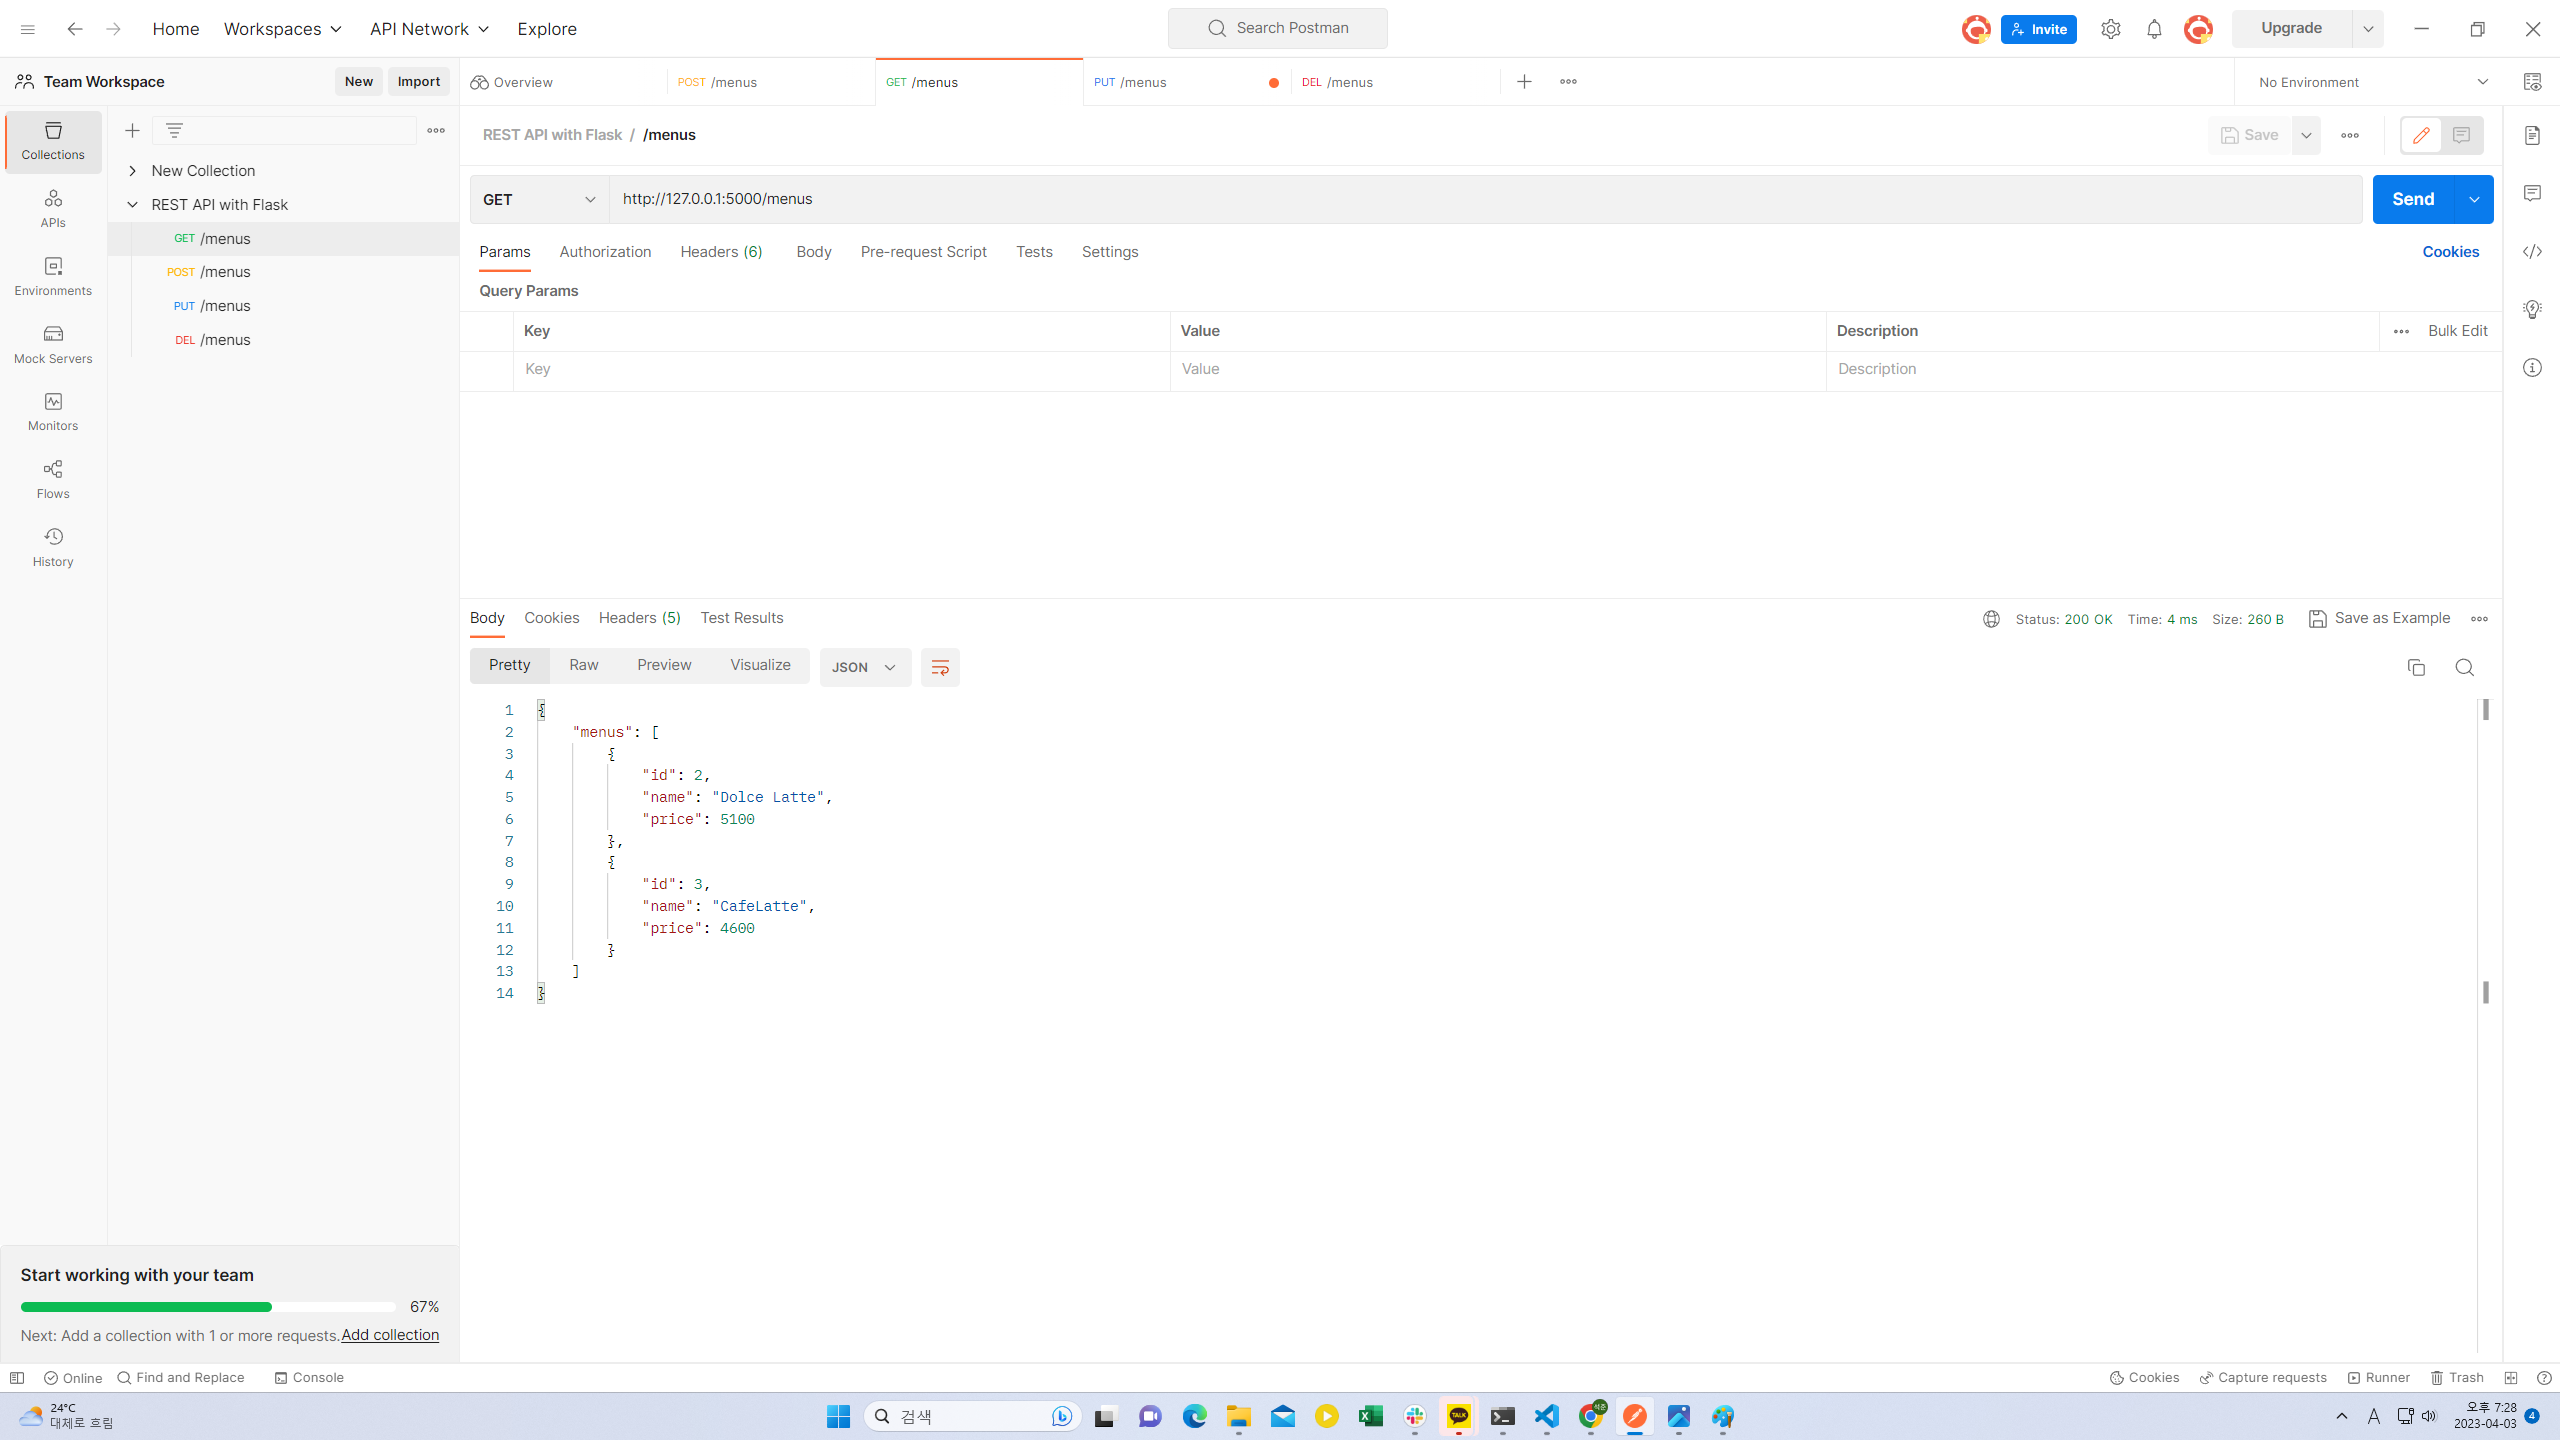 Home Workspaces API Network Explore Search Postman Invite Upgrade
Team Workspace New Import Overview POST /menus GET /menus PUT /menus DEL /menus No Environment
Collections
APIs
Environments
Mock Servers
Monitors
Flows
History
New Collection
REST API with Flask
GET /menus
POST /menus
PUT /menus
DEL /menus
REST API with Flask / /menus Save
GET http://127.0.0.1:5000/menus Send
Params Authorization Headers (6) Body Pre-request Script Tests Settings Cookies
Query Params
Key Value Description Bulk Edit
Key Value Description
Body Cookies Headers (5) Test Results Status: 200 OK Time: 4 ms Size: 260 B Save as Example
Pretty Raw Preview Visualize JSON
1 {
2 "menus": [
3 {
4 "id": 2,
5 "name": "Dolce Latte",
6 "price": 5100
7 },
8 {
9 "id": 3,
10 "name": "CafeLatte",
11 "price": 4600
12 }
13 ]
14 }
Start working with your team
67%
Next: Add a collection with 1 or more requests. Add collection
Online Find and Replace Console Cookies Capture requests Runner Trash
24°C
대체로 흐림
검색
TALK
A
오후 7:28
2023-04-03
4